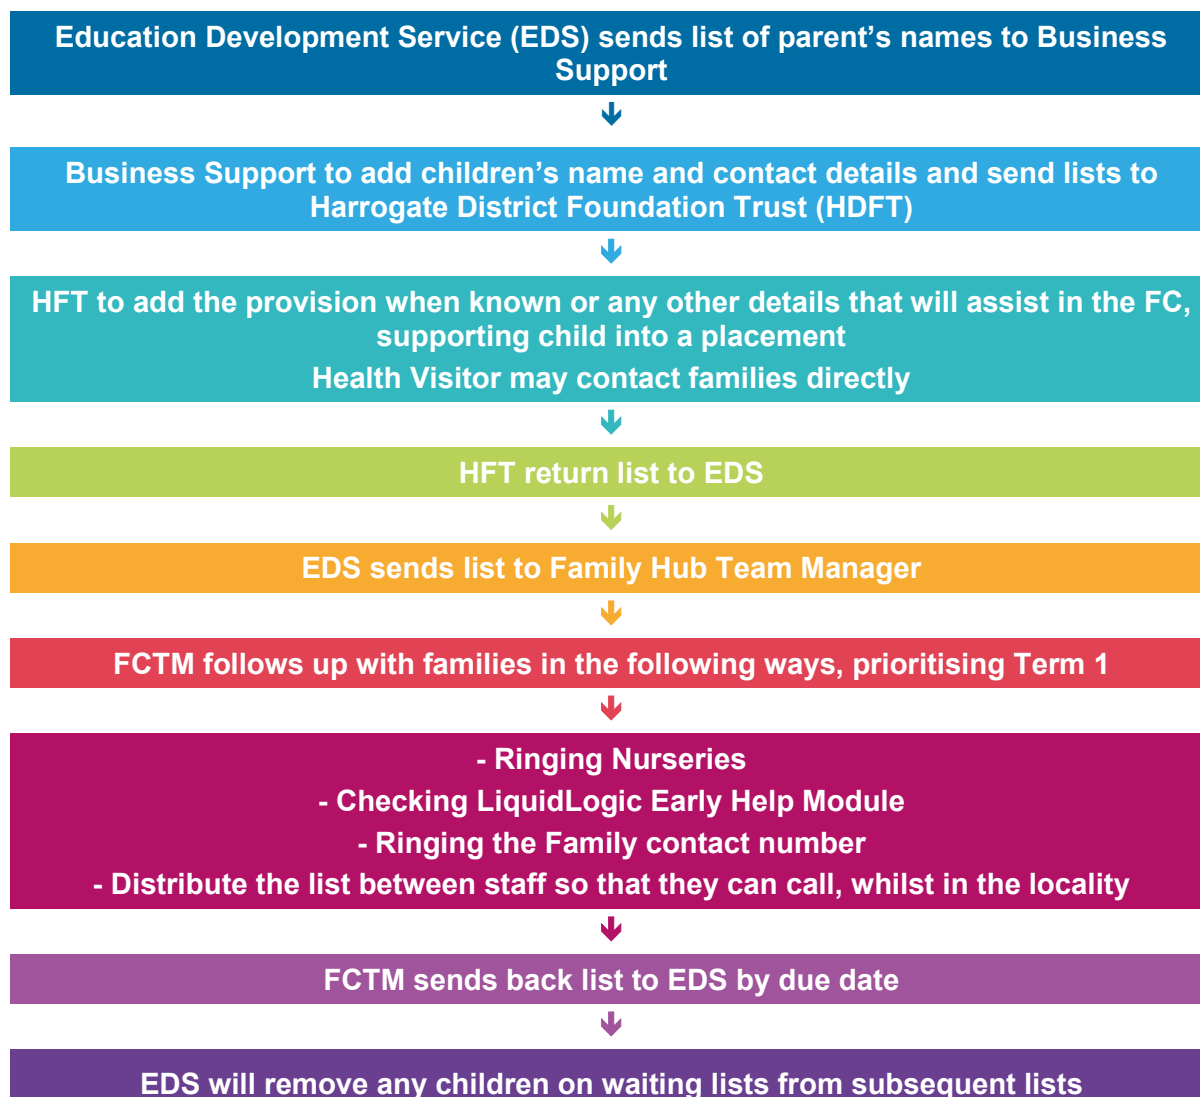 Education Development Service (EDS) sends list of parent’s names to Business
Support
Business Support to add children’s name and contact details and send lists to
Harrogate District Foundation Trust (HDFT)
HFT to add the provision when known or any other details that will assist in the FC,
supporting child into a placement
Health Visitor may contact families directly
HFT return list to EDS
EDS sends list to Family Hub Team Manager
FCTM follows up with families in the following ways, prioritising Term 1
- Ringing Nurseries
- Checking LiquidLogic Early Help Module
- Ringing the Family contact number
- Distribute the list between staff so that they can call, whilst in the locality
FCTM sends back list to EDS by due date
EDS will remove any children on waiting lists from subsequent lists